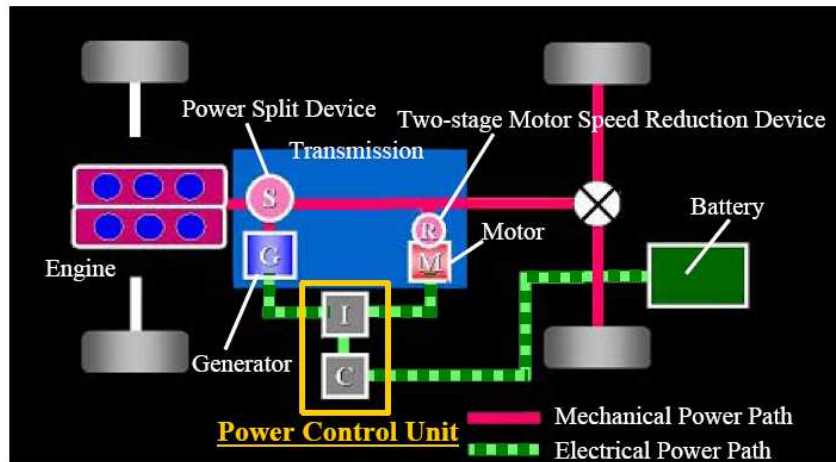 Power Split Device
Two-stage Motor Speed Reduction Device
Transmission
S
R
Battery
Motor
G
M
Engine
I
Generator
C
Power Control Unit
Mechanical Power Path
Electrical Power Path